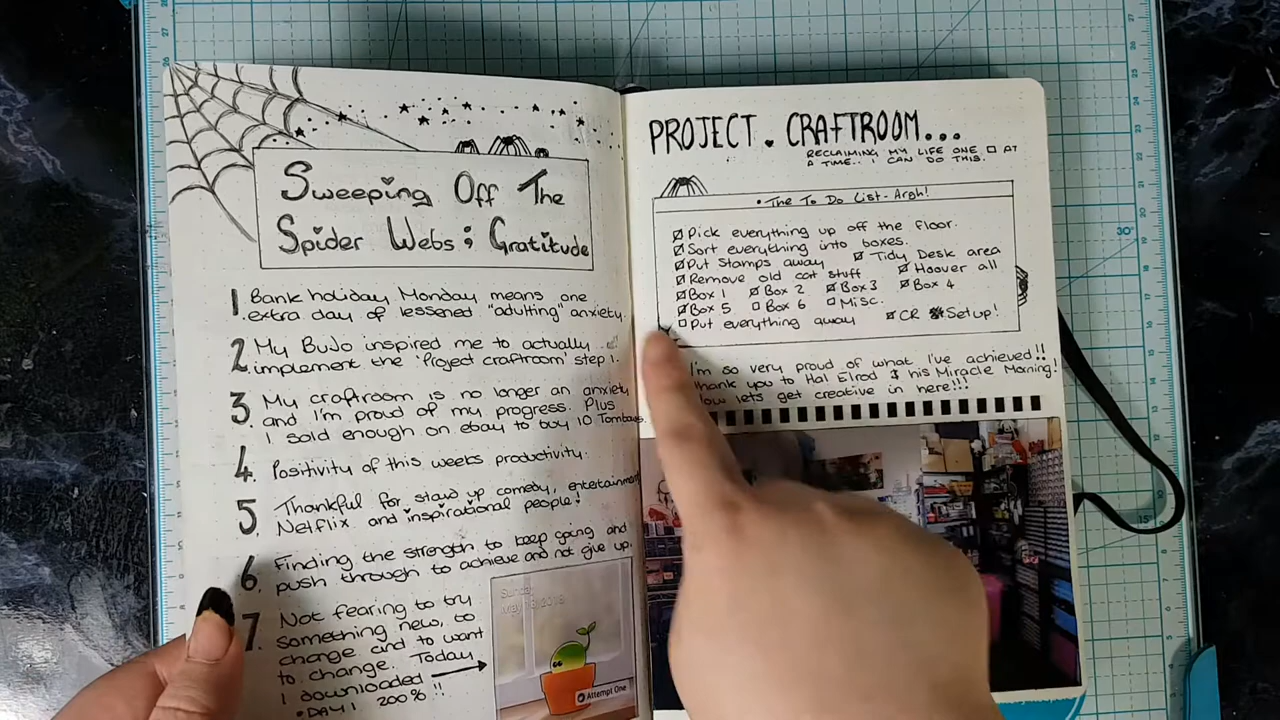 Sweeping Off The
Spider Webs: Gratitude
1. Bank holiday Monday means one
extra day of lessened "adulting" anxiety.
2. My BuJo inspired me to actually
implement the 'Project craftroom' step 1.
3. My craftroom is no longer an anxiety
and I'm proud of my progress. Plus
I sold enough on ebay to buy 10 Tombows.
4. Positivity of this weeks productivity.
5. Thankful for stand up comedy, entertainment
Netflix and inspirational people!
6. Finding the strength to keep going and
push through to achieve and not give up.
7. Not fearing to try
something new, to
change and to want
to change. Today
I downloaded
• DAY 1 200% !!
Sunday
May 2018
Attempt One
PROJECT. CRAFTROOM...
RECLAIMING MY LIFE ONE □ AT
A TIME... I CAN DO THIS.
• The To Do List - Argh!
☑ Pick everything up off the floor.
☑ Sort everything into boxes.
☑ Put Stamps away ☑ Tidy Desk area
☑ Remove old cat stuff ☑ Hoover all
☑ Box 1 ☑ Box 2 ☑ Box 3 ☑ Box 4
☑ Box 5 □ Box 6 □ Misc.
□ Put everything away ☑ CR Setup!
I'm so very proud of what I've achieved!!
Thank you to Hal Elrod & his Miracle Morning!
Now lets get creative in here!!!